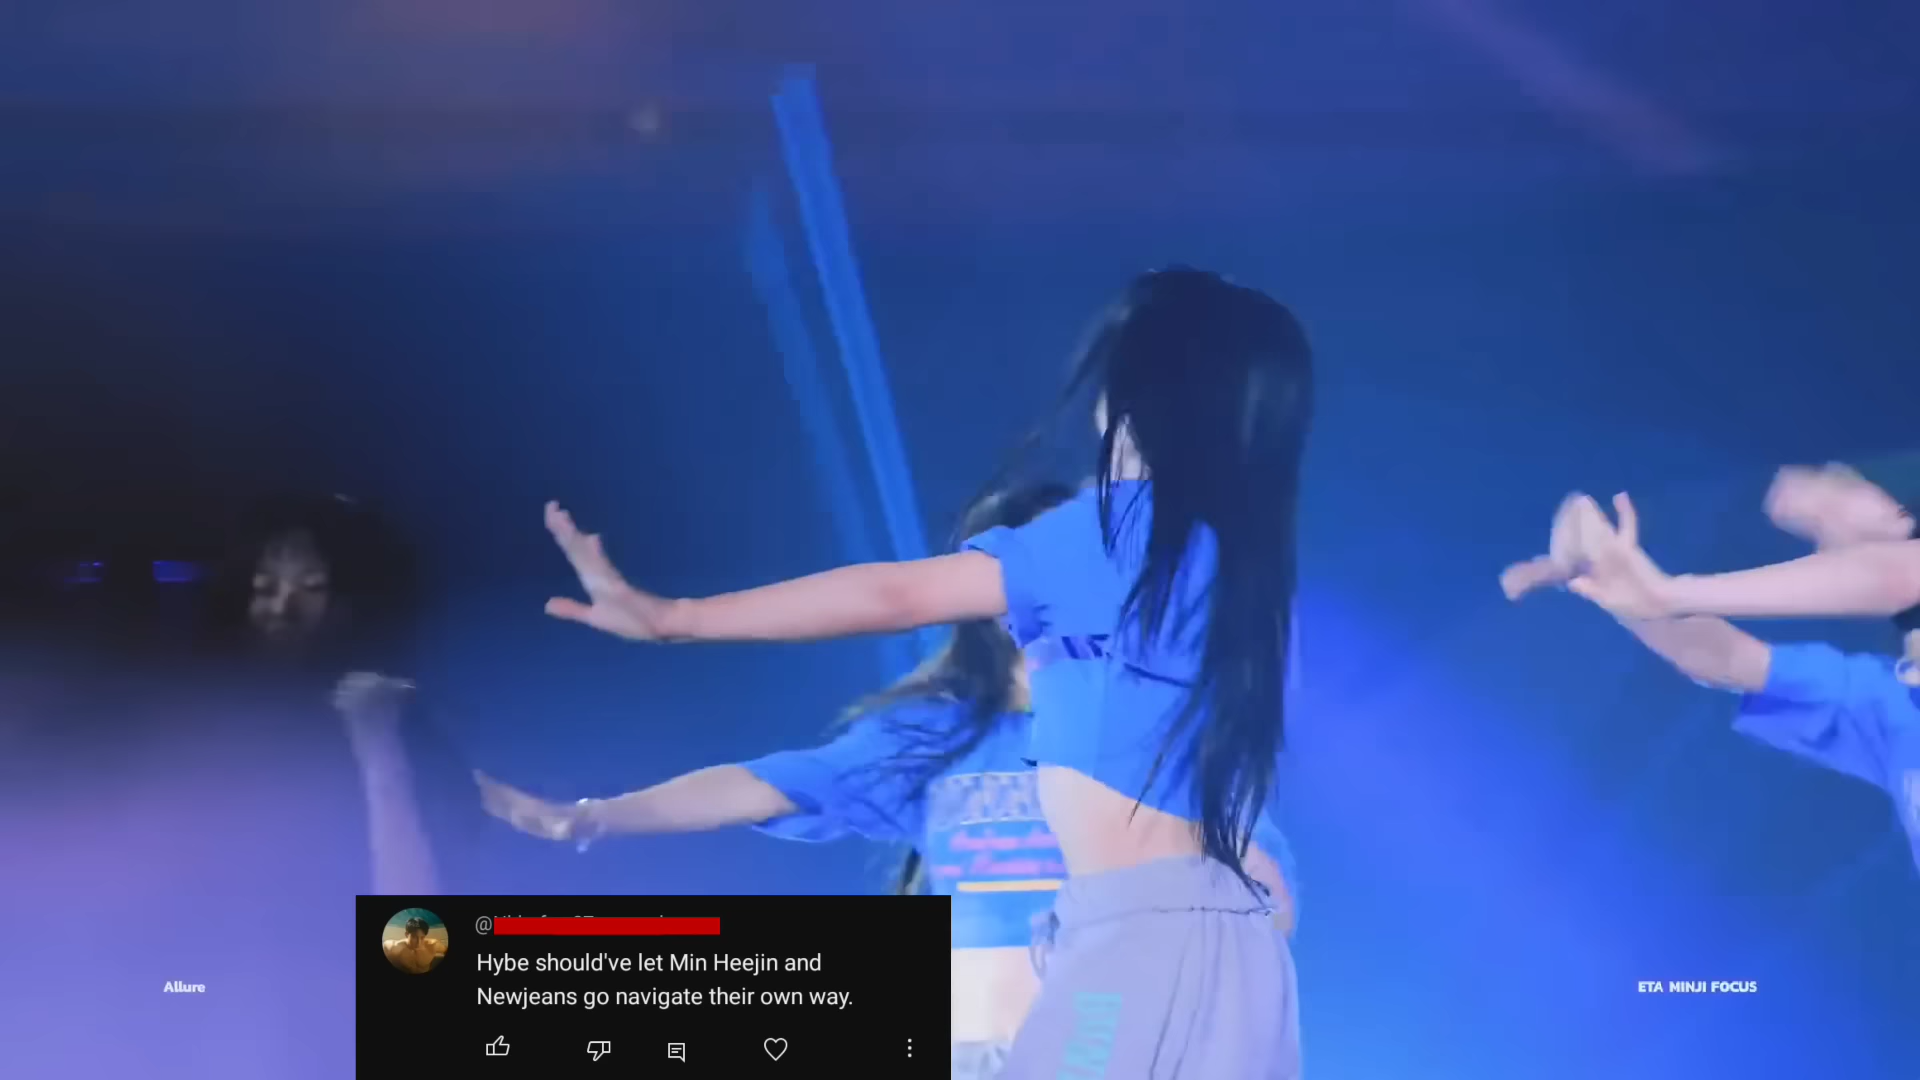 @
Hybe should've let Min Heejin and
Newjeans go navigate their own way.
Allure
ETA MINJI FOCUS